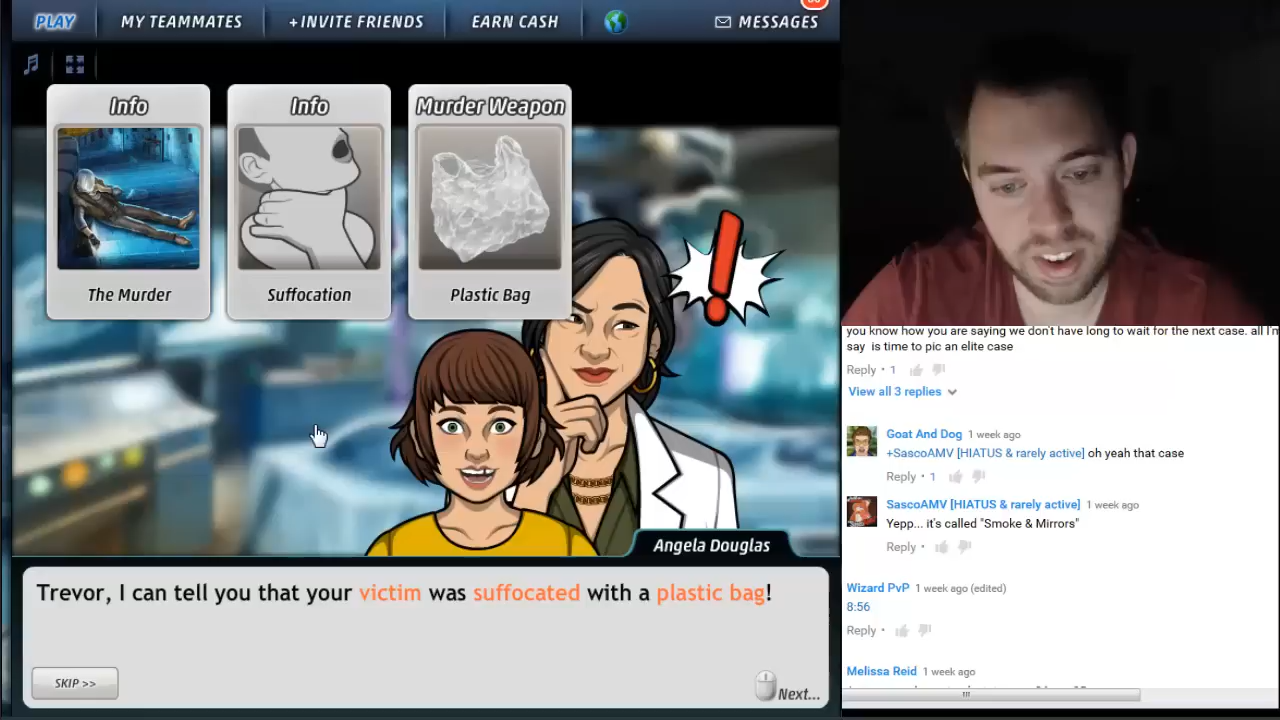 PLAY
MY TEAMMATES
+INVITE FRIENDS
EARN CASH
MESSAGES
Info
Info
Murder Weapon
The Murder
Suffocation
Plastic Bag
Angela Douglas
Trevor, I can tell you that your victim was suffocated with a plastic bag!
SKIP >>
Next...
you know how you are saying we don't have long to wait for the next case. all I'm
say is time to pic an elite case
Reply • 1
View all 3 replies
Goat And Dog 1 week ago
+SascoAMV [HIATUS & rarely active] oh yeah that case
Reply • 1
SascoAMV [HIATUS & rarely active] 1 week ago
Yepp... it's called "Smoke & Mirrors"
Reply •
Wizard PvP 1 week ago (edited)
8:56
Reply •
Melissa Reid 1 week ago